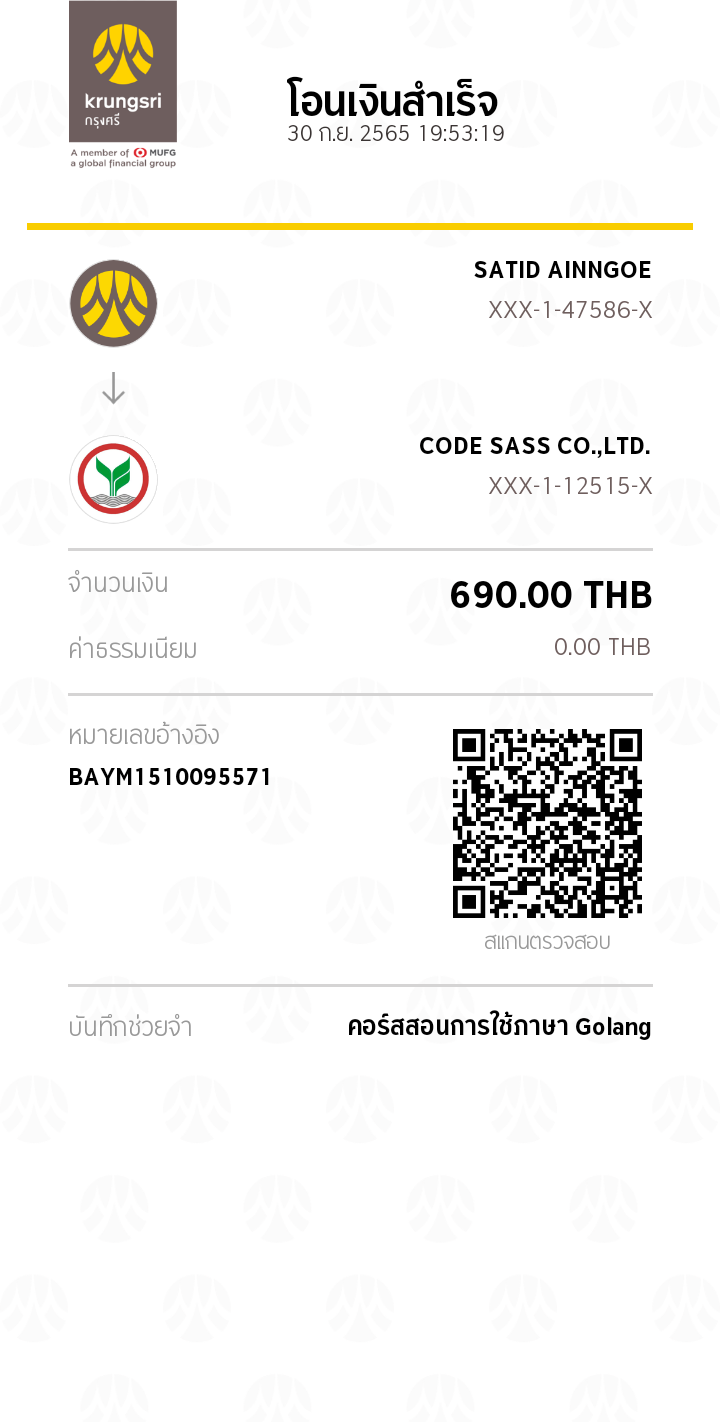 krungsri
กรุงศรี
A member of MUFG
a global financial group
โอนเงินสำเร็จ
30 ก.ย. 2565 19:53:19
SATID AINNGOE
XXX-1-47586-X
CODE SASS CO.,LTD.
XXX-1-12515-X
จำนวนเงิน
690.00 THB
ค่าธรรมเนียม
0.00 THB
หมายเลขอ้างอิง
BAYM1510095571
สแกนตรวจสอบ
บันทึกช่วยจำ
คอร์สสอนการใช้ภาษา Golang